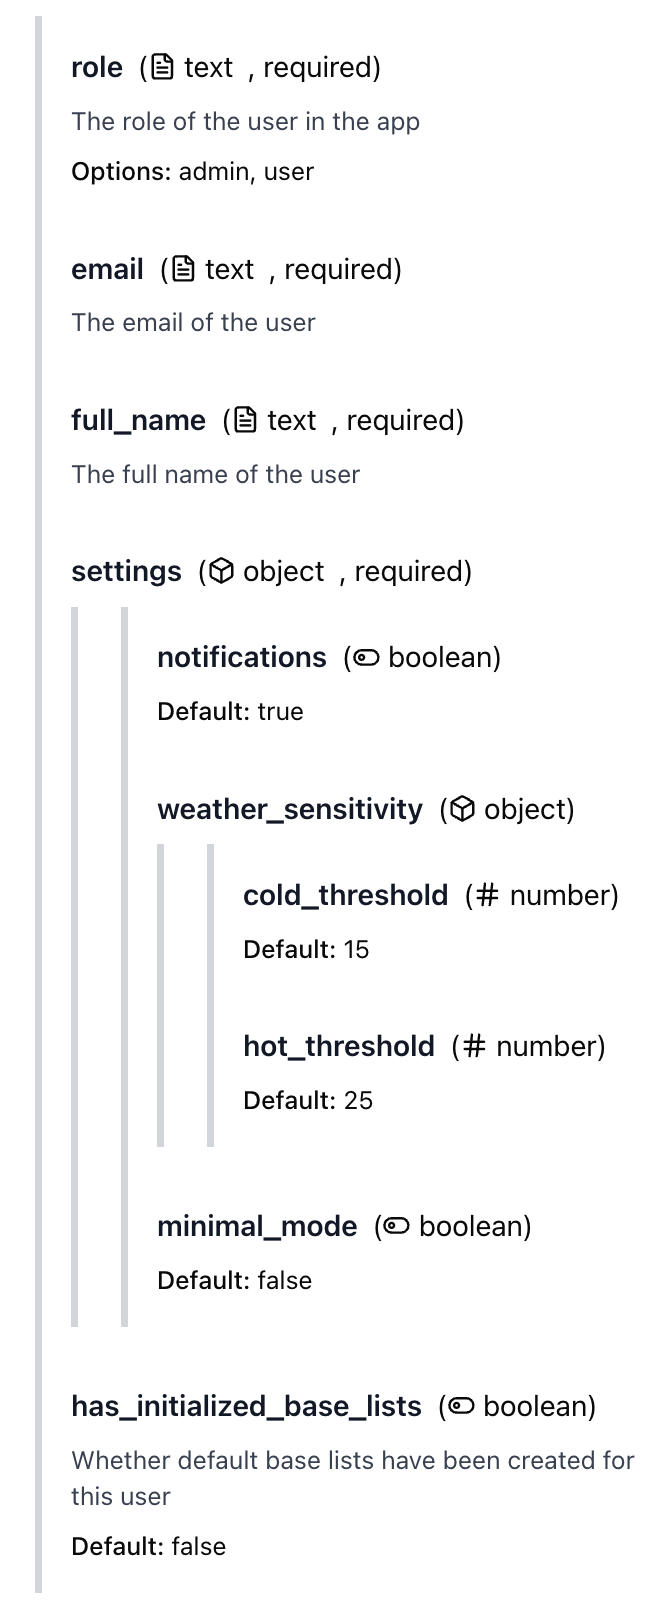 role (text , required)
The role of the user in the app
Options: admin, user
email (text , required)
The email of the user
full_name (text , required)
The full name of the user
settings (object , required)
notifications (boolean)
Default: true
weather_sensitivity (object)
cold_threshold (# number)
Default: 15
hot_threshold (# number)
Default: 25
minimal_mode (boolean)
Default: false
has_initialized_base_lists (boolean)
Whether default base lists have been created for
this user
Default: false